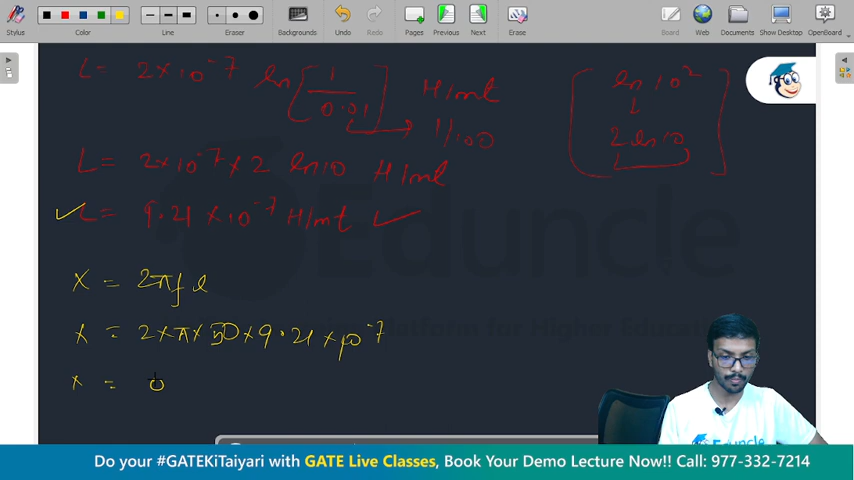 Stylus Color Line Eraser Backgrounds Undo Redo Pages Previous Next Erase Board Web Documents Show Desktop OpenBoard
L = 2×10⁻⁷ ln [1/0.01] H/mt
1/100
[ln 10²
2 ln 10]
L = 2×10⁻⁷×2 ln 10 H/mt
✓ L = 9.21×10⁻⁷ H/mt ✓
Eduncle
X = 2πfl
X = 2×π×50×9.21×10⁻⁷
X = 0
Eduncle
Do your #GATEKiTaiyari with GATE Live Classes, Book Your Demo Lecture Now!! Call: 977-332-7214